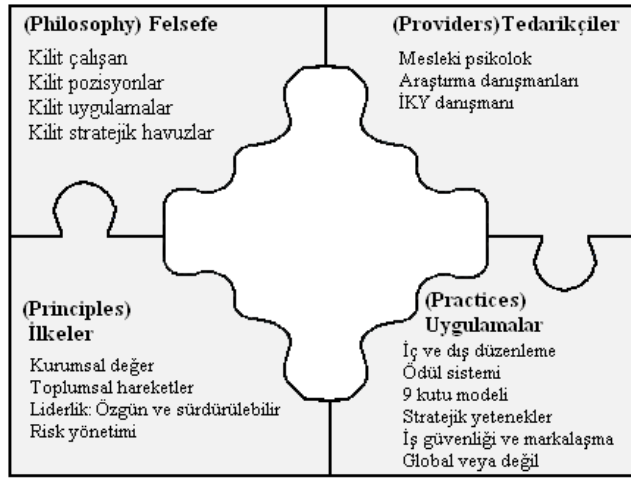 (Philosophy) Felsefe
Kilit çalışan
Kilit pozisyonlar
Kilit uygulamalar
Kilit stratejik havuzlar
(Providers) Tedarikçiler
Mesleki psikolok
Araştırma danışmanları
İKY danışmanı
(Principles)
İlkeler
Kurumsal değer
Toplumsal hareketler
Liderlik: Özgün ve sürdürülebilir
Risk yönetimi
(Practices)
Uygulamalar
İç ve dış düzenleme
Ödül sistemi
9 kutu modeli
Stratejik yetenekler
İş güvenliği ve markalaşma
Global veya değil